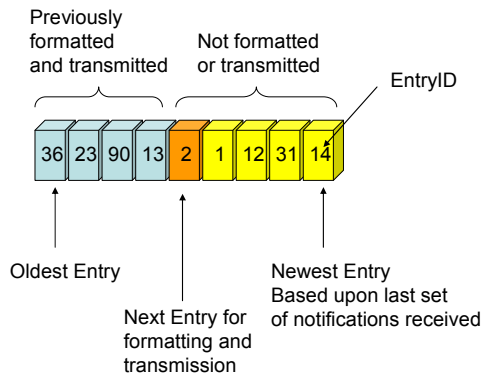 Previously
formatted
and transmitted
Not formatted
or transmitted
EntryID
36 23 90 13 2 1 12 31 14
Oldest Entry
Newest Entry
Based upon last set
of notifications received
Next Entry for
formatting and
transmission